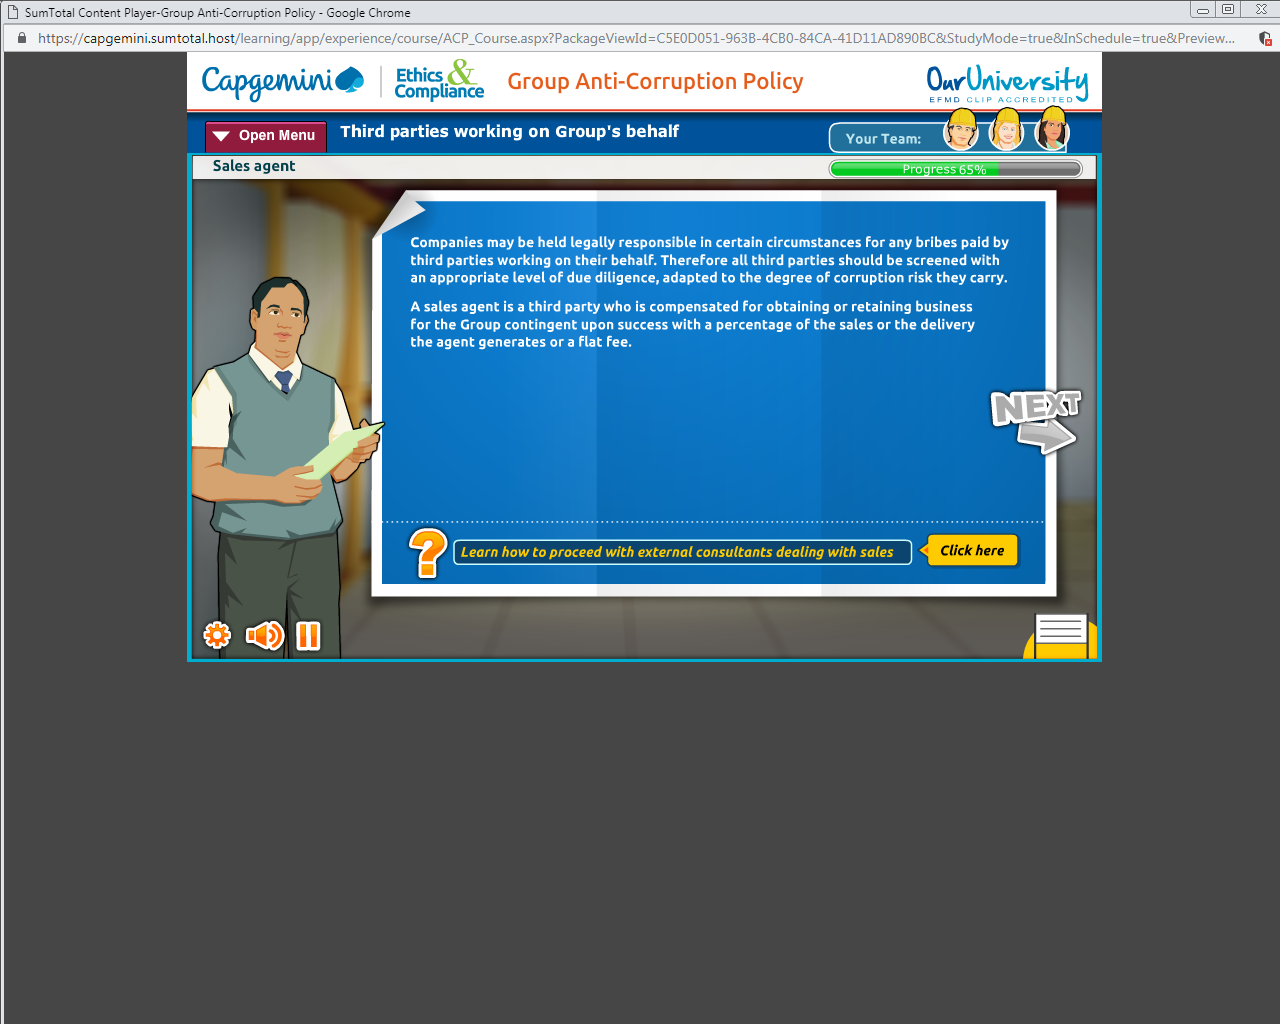 SumTotal Content Player-Group Anti-Corruption Policy - Google Chrome
https://capgemini.sumtotal.host/learning/app/experience/course/ACP_Course.aspx?PackageViewId=C5E0D051-963B-4CB0-84CA-41D11AD890BC&StudyMode=true&InSchedule=true&Preview...
Capgemini
Ethics &
Compliance
Group Anti-Corruption Policy
OurUniversity
EFMD CLIP ACCREDITED
Open Menu
Third parties working on Group's behalf
Your Team:
Sales agent
Progress 65%
Companies may be held legally responsible in certain circumstances for any bribes paid by
third parties working on their behalf. Therefore all third parties should be screened with
an appropriate level of due diligence, adapted to the degree of corruption risk they carry.
A sales agent is a third party who is compensated for obtaining or retaining business
for the Group contingent upon success with a percentage of the sales or the delivery
the agent generates or a flat fee.
NEXT
? Learn how to proceed with external consultants dealing with sales
Click here